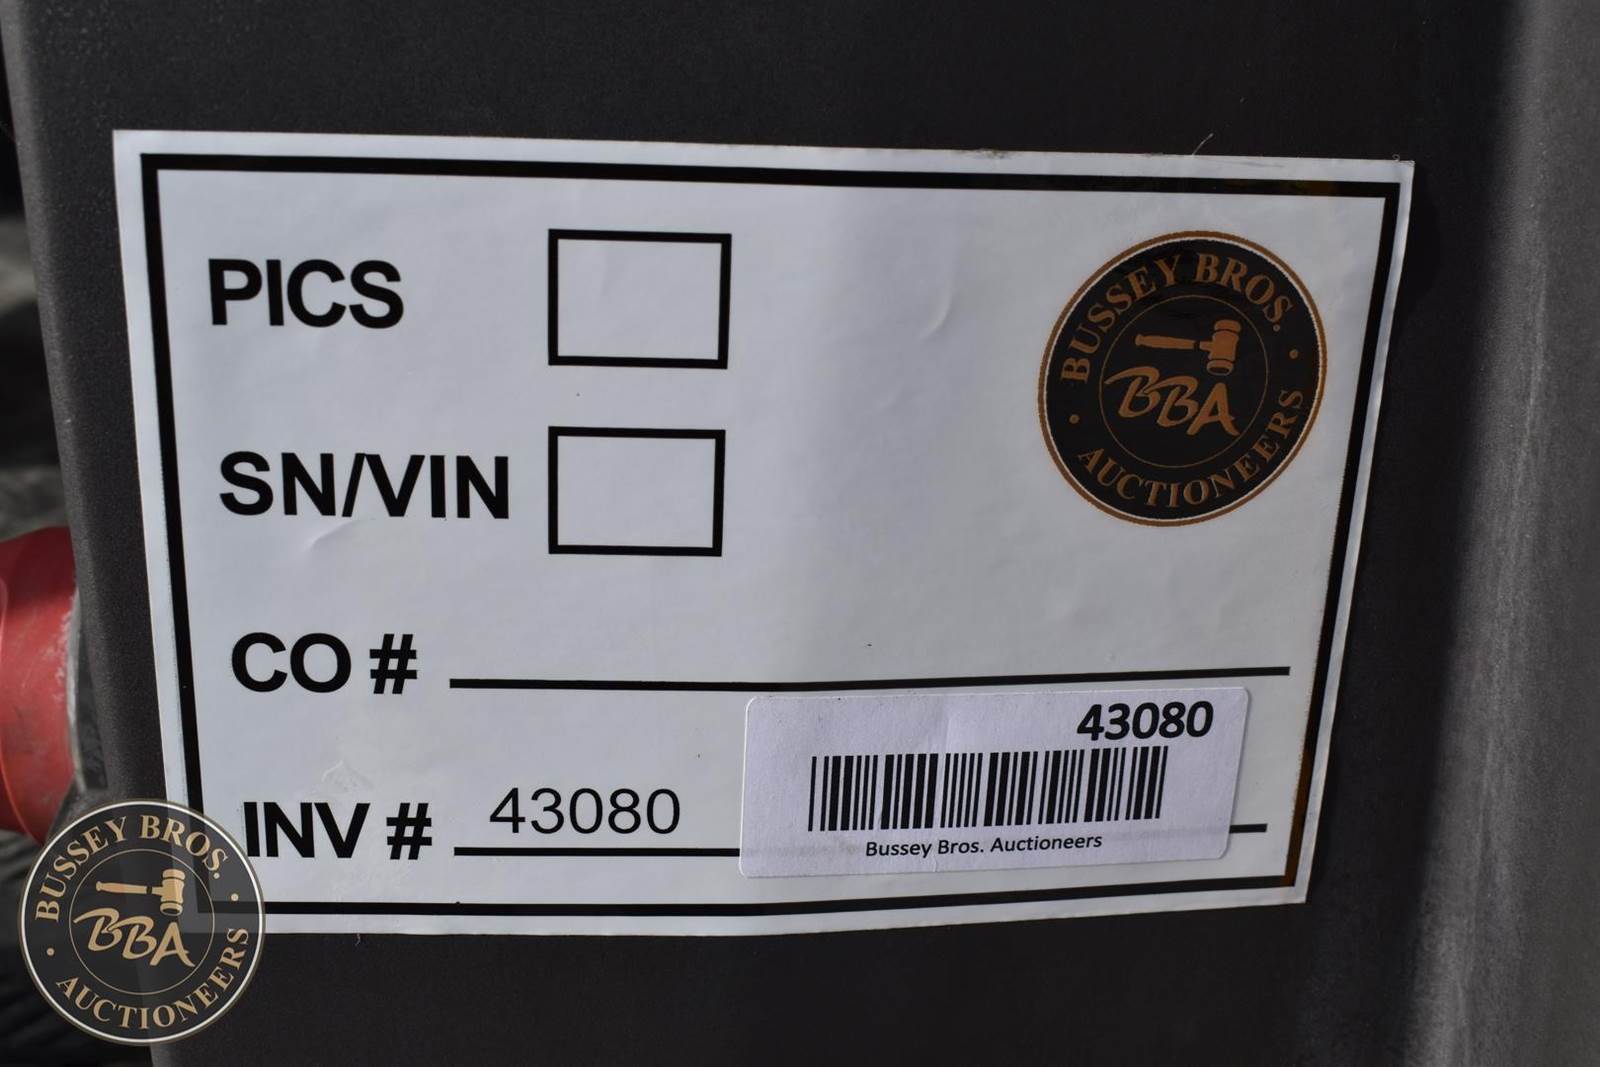 PICS
BUSSEY BROS.
BBA
AUCTIONEERS
SN/VIN
CO #
43080
INV # 43080
Bussey Bros. Auctioneers
BUSSEY BROS.
BBA
AUCTIONEERS